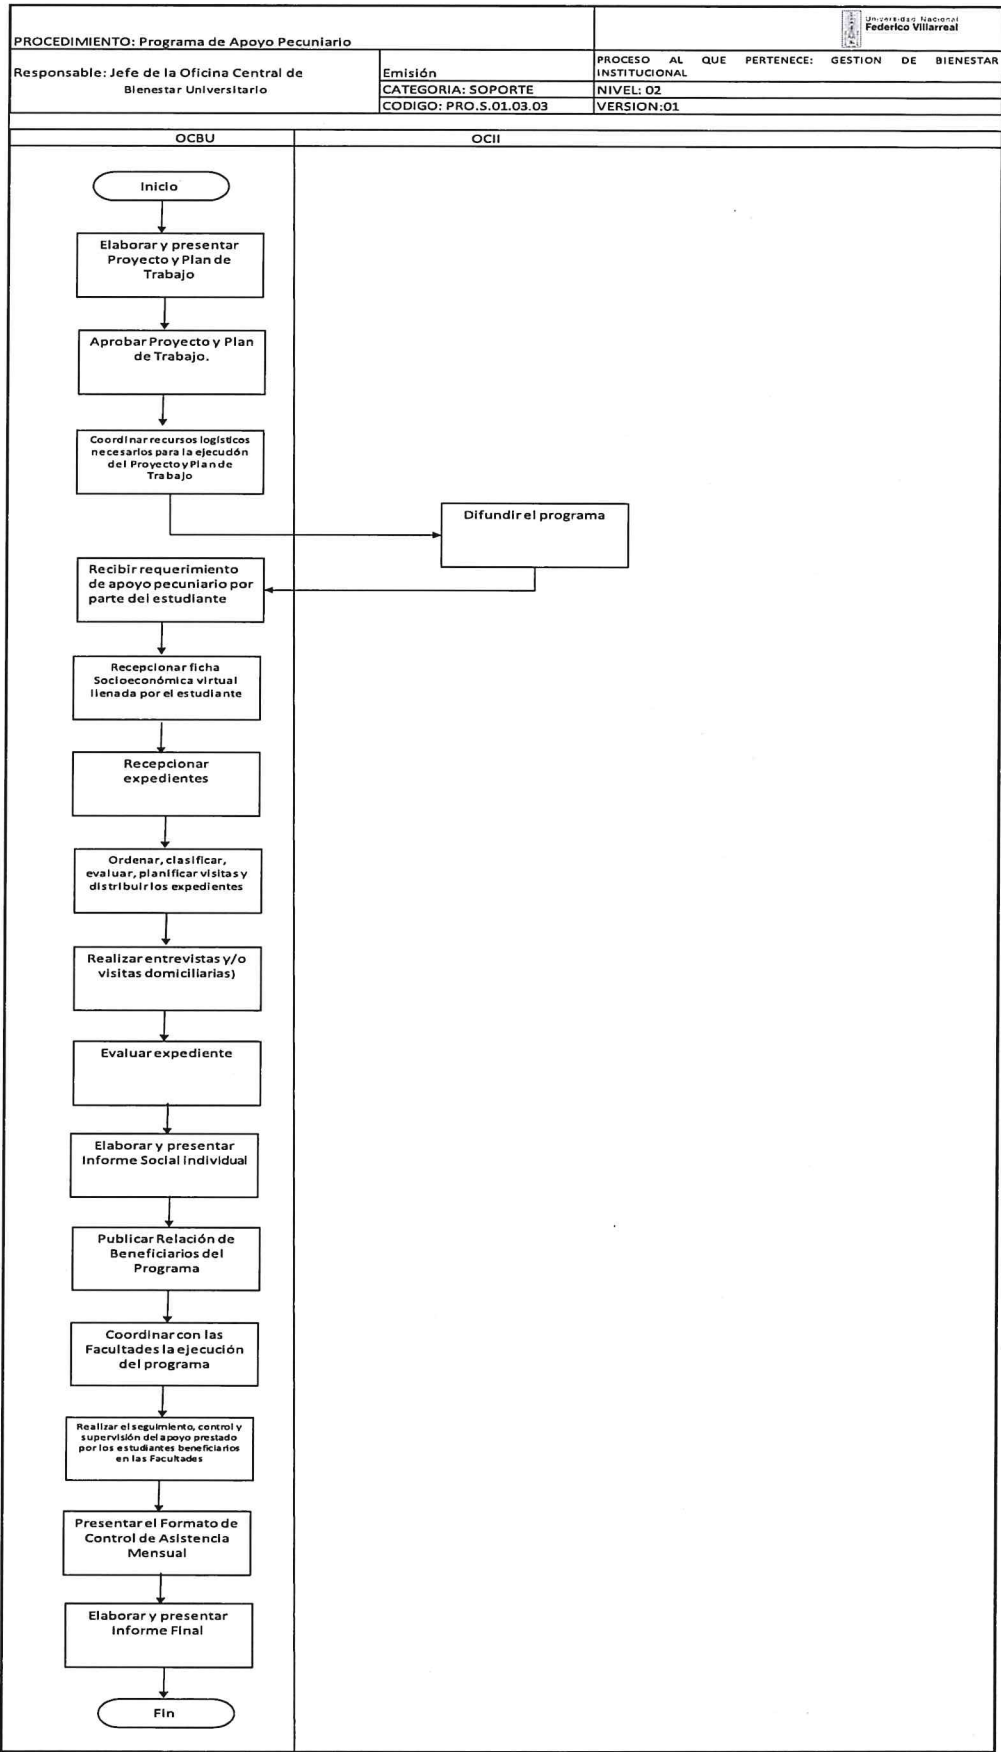 Universidad Nacional
Federico Villarreal
PROCEDIMIENTO: Programa de Apoyo Pecuniario
Responsable: Jefe de la Oficina Central de
Bienestar Universitario
Emisión
PROCESO AL QUE PERTENECE: GESTION DE BIENESTAR
INSTITUCIONAL
CATEGORIA: SOPORTE
NIVEL: 02
CODIGO: PRO.S.01.03.03
VERSION:01
OCBU
OCII
Inicio
Elaborar y presentar
Proyecto y Plan de
Trabajo
Aprobar Proyecto y Plan
de Trabajo.
Coordinar recursos logísticos
necesarios para la ejecución
del Proyecto y Plan de
Trabajo
Difundir el programa
Recibir requerimiento
de apoyo pecuniario por
parte del estudiante
Recepcionar ficha
Socioeconómica virtual
llenada por el estudiante
Recepcionar
expedientes
Ordenar, clasificar,
evaluar, planificar visitas y
distribuir los expedientes
Realizar entrevistas y/o
visitas domiciliarias)
Evaluar expediente
Elaborar y presentar
Informe Social individual
Publicar Relación de
Beneficiarios del
Programa
Coordinar con las
Facultades la ejecución
del programa
Realizar el seguimiento, control y
supervisión del apoyo prestado
por los estudiantes beneficiarios
en las Facultades
Presentar el Formato de
Control de Asistencia
Mensual
Elaborar y presentar
Informe Final
Fin